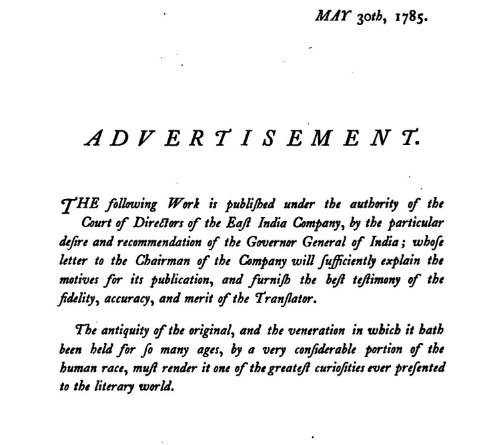 MAY 30th, 1785.
ADVERTISEMENT.
THE following Work is publiſhed under the authority of the
Court of Directors of the Eaſt India Company, by the particular
deſire and recommendation of the Governor General of India; whoſe
letter to the Chairman of the Company will ſufficiently explain the
motives for its publication, and furniſh the beſt teſtimony of the
fidelity, accuracy, and merit of the Tranſlator.
The antiquity of the original, and the veneration in which it hath
been held for ſo many ages, by a very conſiderable portion of the
human race, muſt render it one of the greateſt curioſities ever preſented
to the literary world.